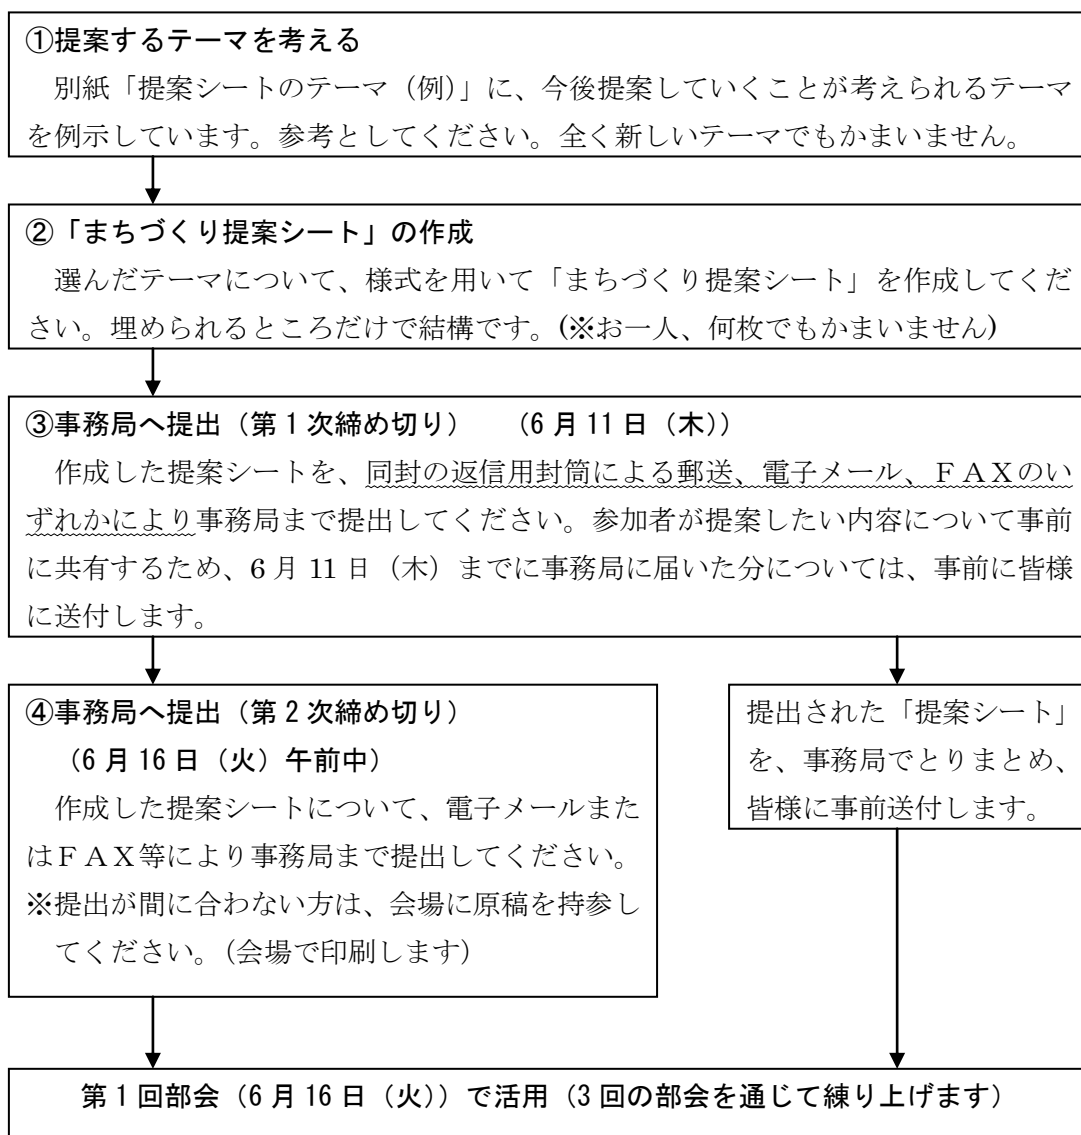 ①提案するテーマを考える
別紙「提案シートのテーマ（例）」に、今後提案していくことが考えられるテーマ
を例示しています。参考としてください。全く新しいテーマでもかまいません。
②「まちづくり提案シート」の作成
選んだテーマについて、様式を用いて「まちづくり提案シート」を作成してくだ
さい。埋められるところだけで結構です。(※お一人、何枚でもかまいません)
③事務局へ提出（第1次締め切り）　（6月11日（木））
作成した提案シートを、同封の返信用封筒による郵送、電子メール、ＦＡＸのい
ずれかにより事務局まで提出してください。参加者が提案したい内容について事前
に共有するため、6月11日（木）までに事務局に届いた分については、事前に皆様
に送付します。
④事務局へ提出（第2次締め切り）
（6月16日（火）午前中）
作成した提案シートについて、電子メールまた
はＦＡＸ等により事務局まで提出してください。
※提出が間に合わない方は、会場に原稿を持参し
てください。（会場で印刷します）
提出された「提案シート」
を、事務局でとりまとめ、
皆様に事前送付します。
第1回部会（6月16日（火））で活用（3回の部会を通じて練り上げます）